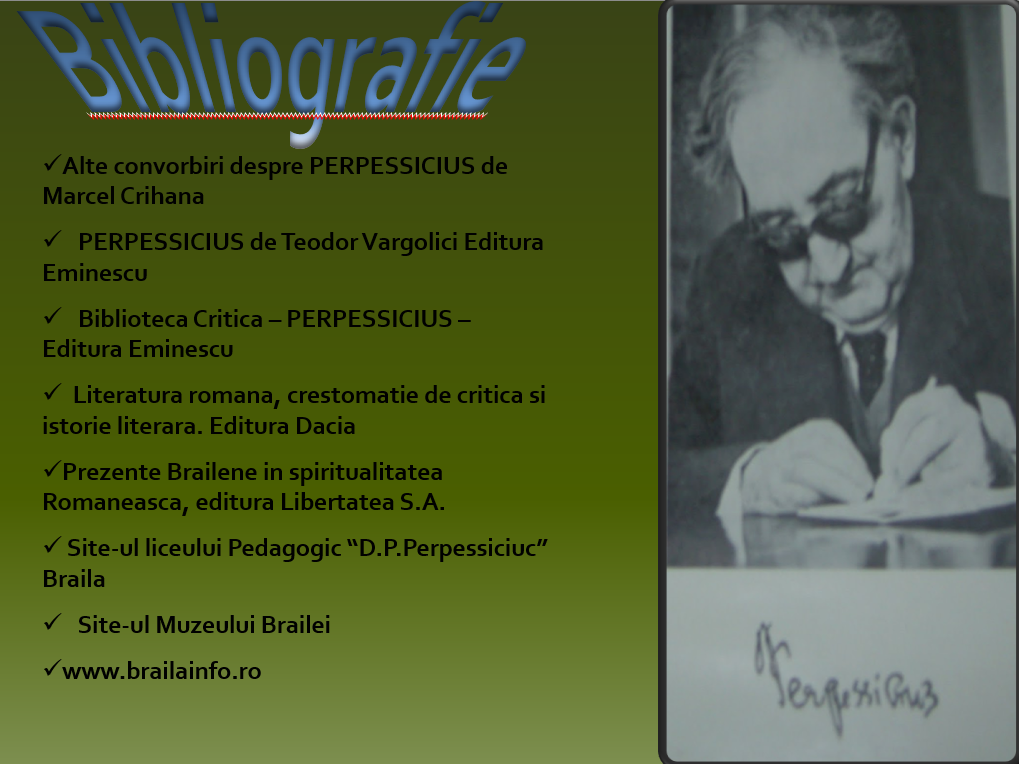 Bibliografie
✓Alte convorbiri despre PERPESSICIUS de
Marcel Crihana
✓ PERPESSICIUS de Teodor Vargolici Editura
Eminescu
✓ Biblioteca Critica – PERPESSICIUS –
Editura Eminescu
✓ Literatura romana, crestomatie de critica si
istorie literara. Editura Dacia
✓Prezente Brailene in spiritualitatea
Romaneasca, editura Libertatea S.A.
✓ Site-ul liceului Pedagogic “D.P.Perpessiciuc”
Braila
✓ Site-ul Muzeului Brailei
✓www.brailainfo.ro
Perpessicius